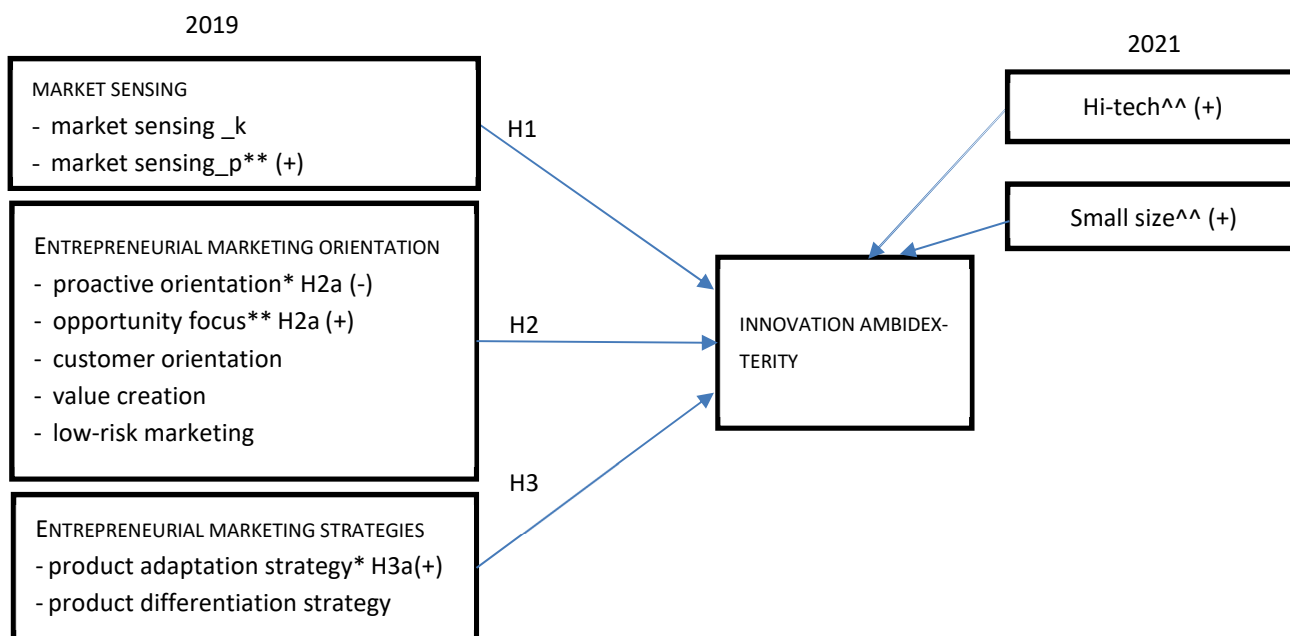 2019
MARKET SENSING
- market sensing _k
- market sensing_p** (+)
ENTREPRENEURIAL MARKETING ORIENTATION
- proactive orientation* H2a (-)
- opportunity focus** H2a (+)
- customer orientation
- value creation
- low-risk marketing
ENTREPRENEURIAL MARKETING STRATEGIES
- product adaptation strategy* H3a(+)
- product differentiation strategy
H1
H2
H3
INNOVATION AMBIDEX-
TERITY
2021
Hi-tech^^ (+)
Small size^^ (+)